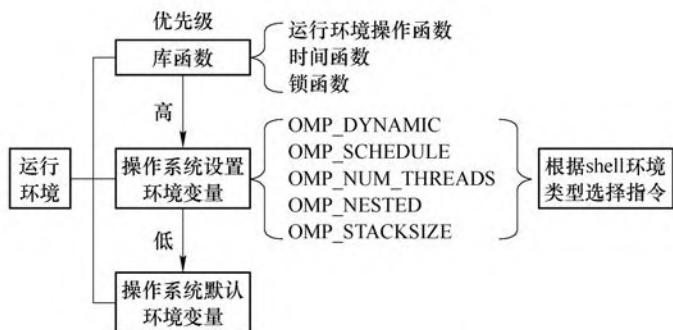 优先级
库函数
运行环境操作函数
时间函数
锁函数
高
运行
环境
操作系统设置
环境变量
OMP_DYNAMIC
OMP_SCHEDULE
OMP_NUM_THREADS
OMP_NESTED
OMP_STACKSIZE
根据shell环境
类型选择指令
低
操作系统默认
环境变量